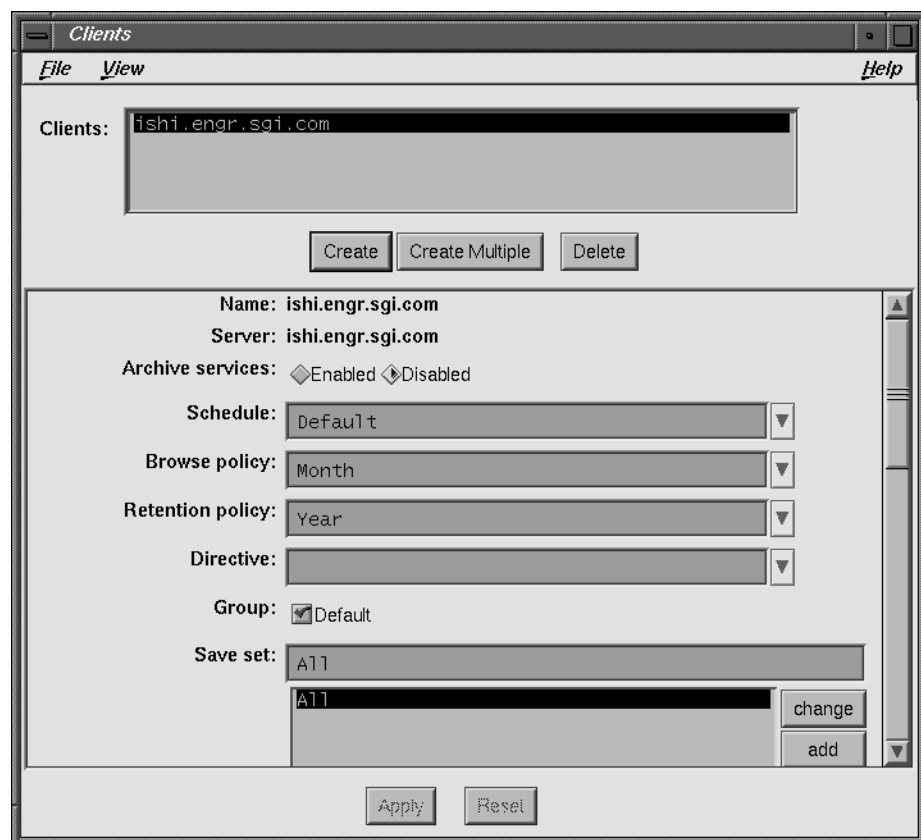 Clients
File View Help
Clients: ishi.engr.sgi.com
Create Create Multiple Delete
Name: ishi.engr.sgi.com
Server: ishi.engr.sgi.com
Archive services: Enabled Disabled
Schedule: Default
Browse policy: Month
Retention policy: Year
Directive:
Group: Default
Save set: All
All change
add
Apply Reset